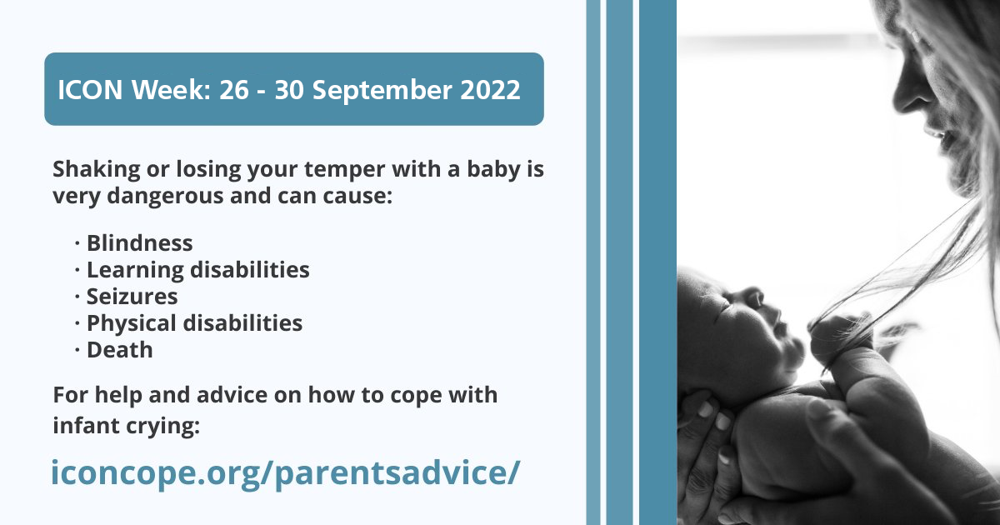 ICON Week: 26 - 30 September 2022
Shaking or losing your temper with a baby is
very dangerous and can cause:
· Blindness
· Learning disabilities
· Seizures
· Physical disabilities
· Death
For help and advice on how to cope with
infant crying:
iconcope.org/parentsadvice/